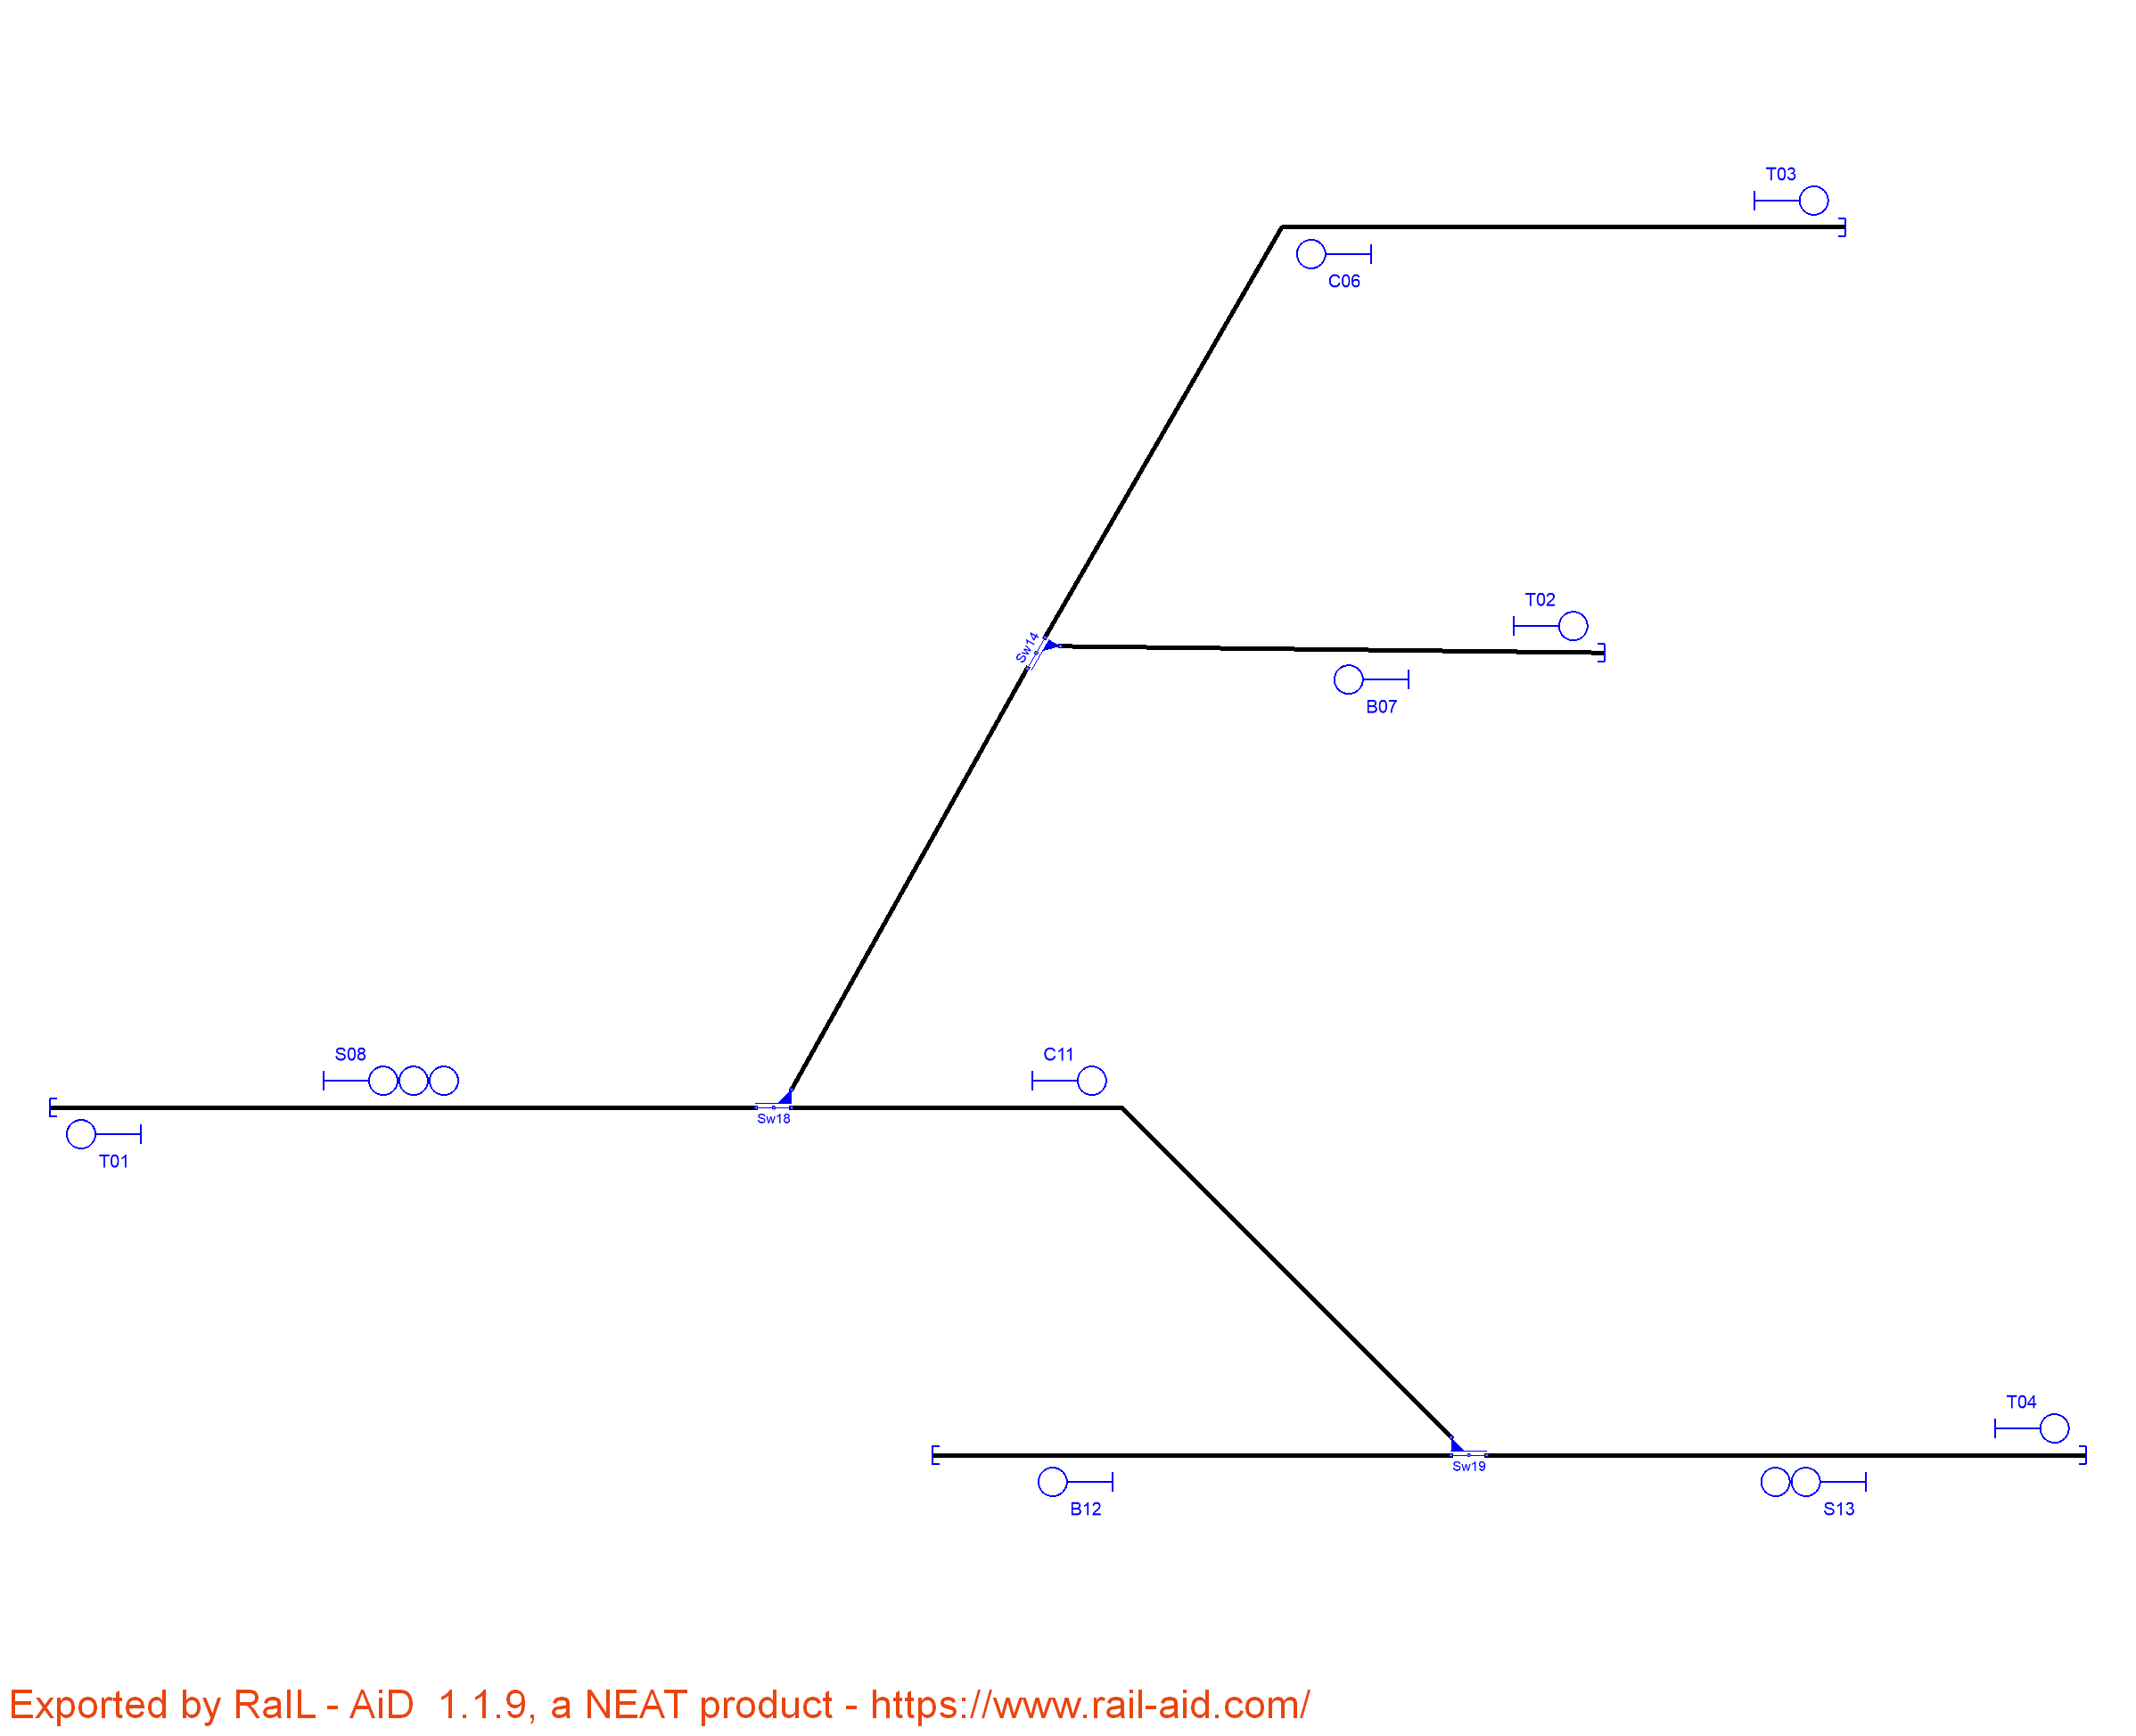 T03
C06
T02
Sw14
B07
S08
C11
Sw18
T01
T04
Sw19
B12
S13
Exported by RaIL - AiD  1.1.9, a NEAT product - https://www.rail-aid.com/